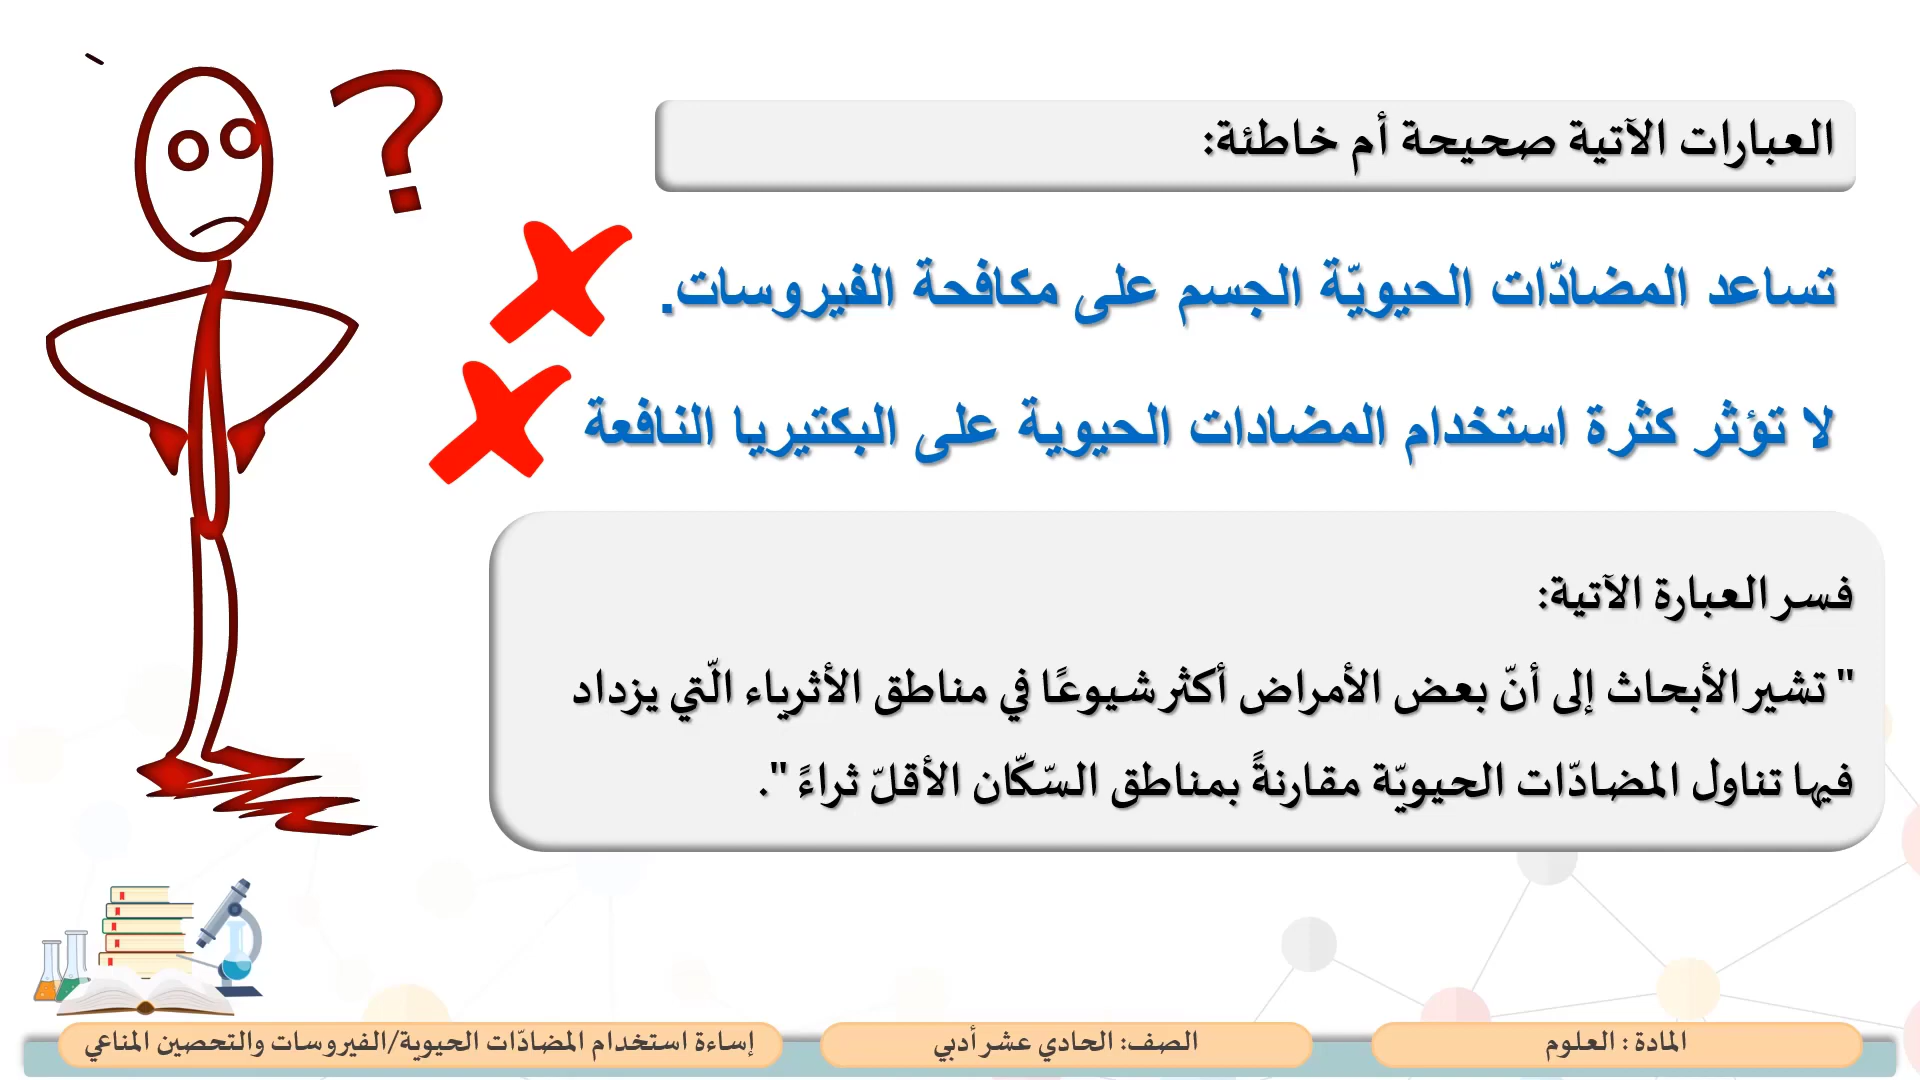 العبارات الآتية صحيحة أم خاطئة:
تساعد المضادّات الحيويّة الجسم على مكافحة الفيروسات.
لا تؤثر كثرة استخدام المضادات الحيوية على البكتيريا النافعة
فسر العبارة الآتية:
" تشير الأبحاث إلى أنّ بعض الأمراض أكثر شيوعًا في مناطق الأثرياء الّتي يزداد
فيها تناول المضادّات الحيويّة مقارنةً بمناطق السّكّان الأقلّ ثراءً ".
المادة : العلوم
الصف: الحادي عشر أدبي
إساءة استخدام المضادّات الحيوية/الفيروسات والتحصين المناعي
?